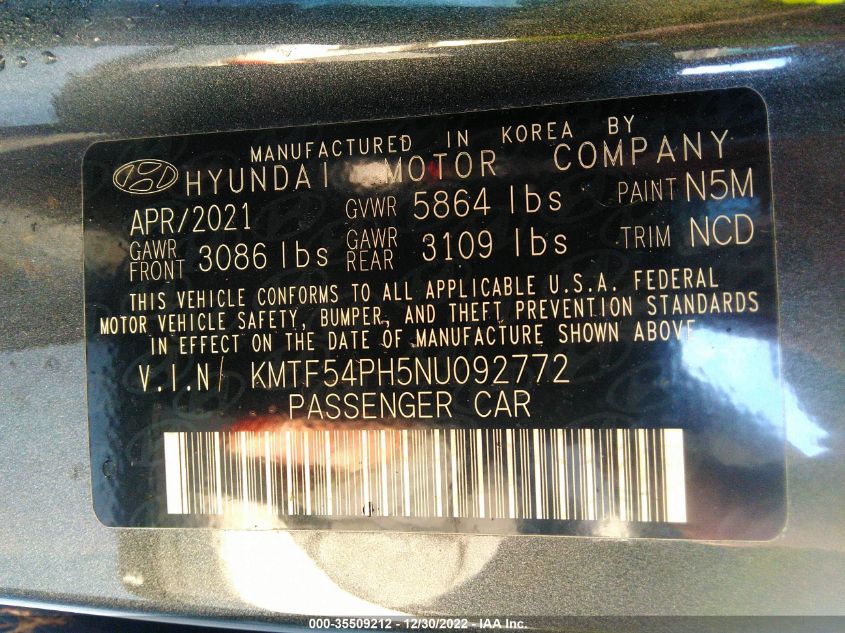 MANUFACTURED IN KOREA BY
HYUNDAI MOTOR COMPANY
APR/2021 GVWR 5864 lbs PAINT N5M
GAWR FRONT 3086 lbs GAWR REAR 3109 lbs TRIM NCD
THIS VEHICLE CONFORMS TO ALL APPLICABLE U.S.A. FEDERAL
MOTOR VEHICLE SAFETY, BUMPER, AND THEFT PREVENTION STANDARDS
IN EFFECT ON THE DATE OF MANUFACTURE SHOWN ABOVE
V.I.N/ KMTF54PH5NU092772
PASSENGER CAR
000-35509212 - 12/30/2022 - IAA Inc.